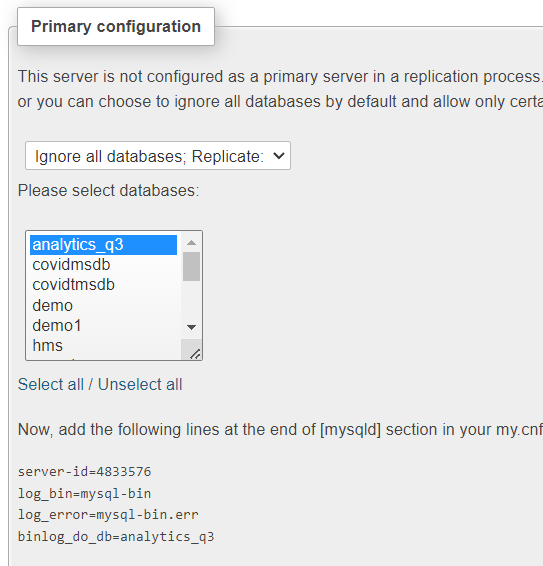 Primary configuration
This server is not configured as a primary server in a replication process.
or you can choose to ignore all databases by default and allow only certa
Ignore all databases; Replicate:
Please select databases:
analytics_q3
covidmsdb
covidtmsdb
demo
demo1
hms
Select all / Unselect all
Now, add the following lines at the end of [mysqld] section in your my.cnf
server-id=4833576
log_bin=mysql-bin
log_error=mysql-bin.err
binlog_do_db=analytics_q3